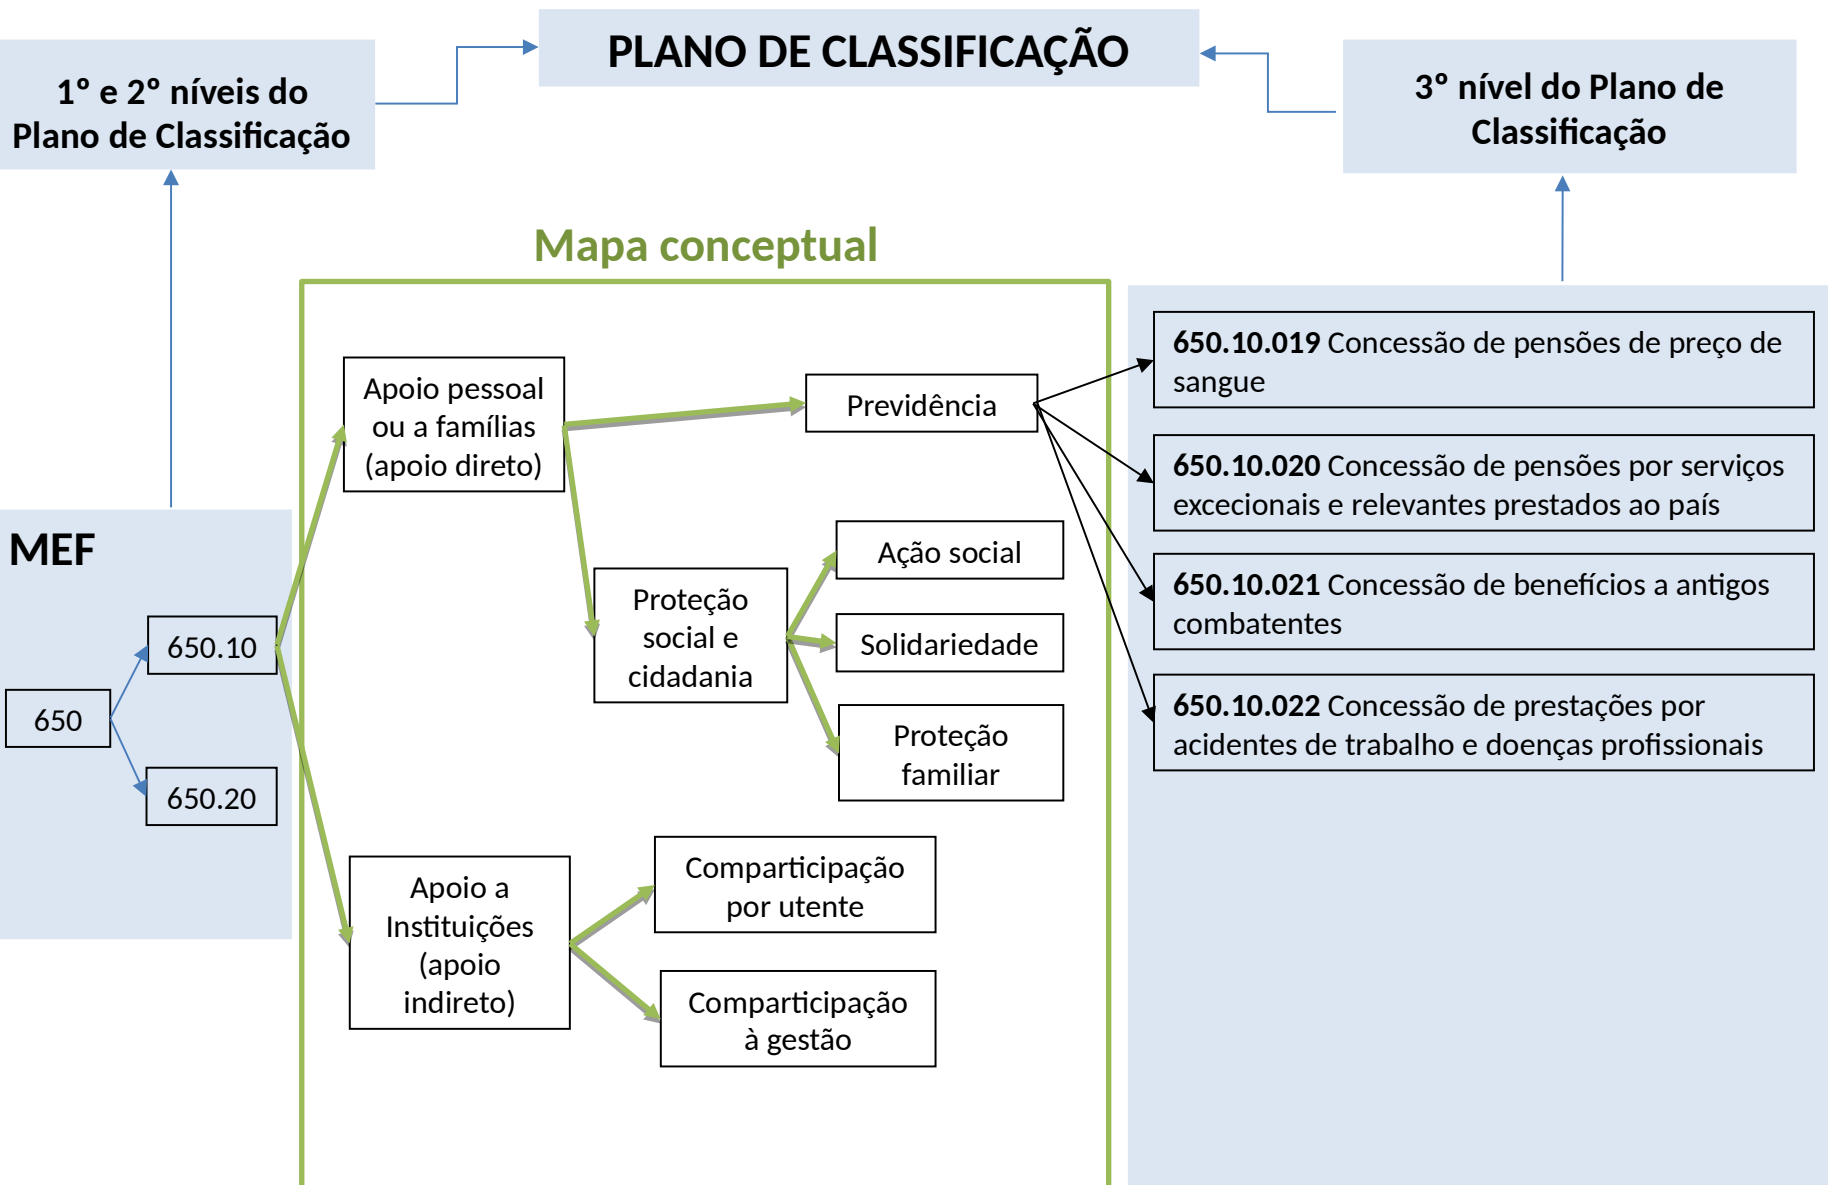 PLANO DE CLASSIFICAÇÃO
1º e 2º níveis do
Plano de Classificação
3º nível do Plano de
Classificação
Mapa conceptual
MEF
650
650.10
650.20
Apoio pessoal
ou a famílias
(apoio direto)
Previdência
Proteção
social e
cidadania
Ação social
Solidariedade
Proteção
familiar
Apoio a
Instituições
(apoio
indireto)
Comparticipação
por utente
Comparticipação
à gestão
650.10.019 Concessão de pensões de preço de
sangue
650.10.020 Concessão de pensões por serviços
excecionais e relevantes prestados ao país
650.10.021 Concessão de benefícios a antigos
combatentes
650.10.022 Concessão de prestações por
acidentes de trabalho e doenças profissionais